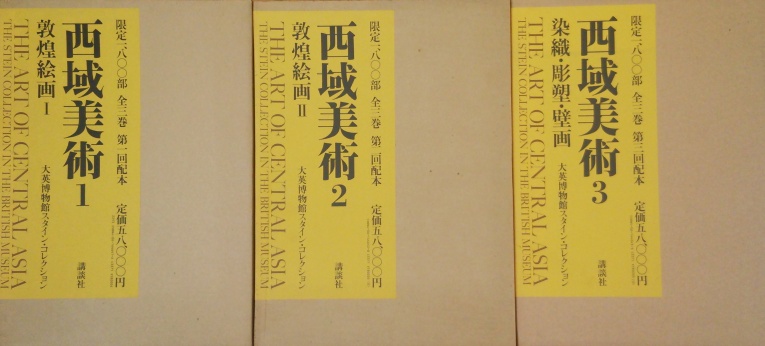 限定一、八〇〇部 全三巻 第一回配本 定価五八、〇〇〇円
西域美術1
大英博物館スタイン・コレクション 講談社
敦煌絵画I
THE ART OF CENTRAL ASIA
THE STEIN COLLECTION IN THE BRITISH MUSEUM
限定一、八〇〇部 全三巻 第二回配本 定価五八、〇〇〇円
西域美術2
大英博物館スタイン・コレクション 講談社
敦煌絵画II
THE ART OF CENTRAL ASIA
THE STEIN COLLECTION IN THE BRITISH MUSEUM
限定一、八〇〇部 全三巻 第三回配本 定価五八、〇〇〇円
西域美術3
大英博物館スタイン・コレクション 講談社
染織・彫塑・壁画
THE ART OF CENTRAL ASIA
THE STEIN COLLECTION IN THE BRITISH MUSEUM